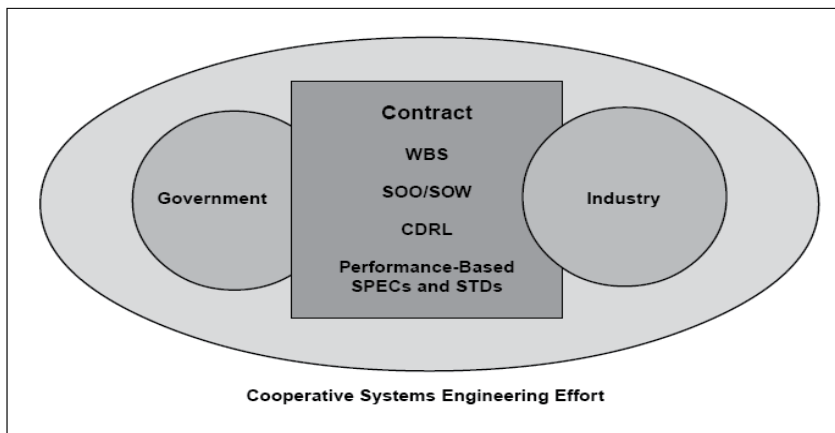 Contract
WBS
SOO/SOW
CDRL
Performance-Based
SPECs and STDs
Government
Industry
Cooperative Systems Engineering Effort